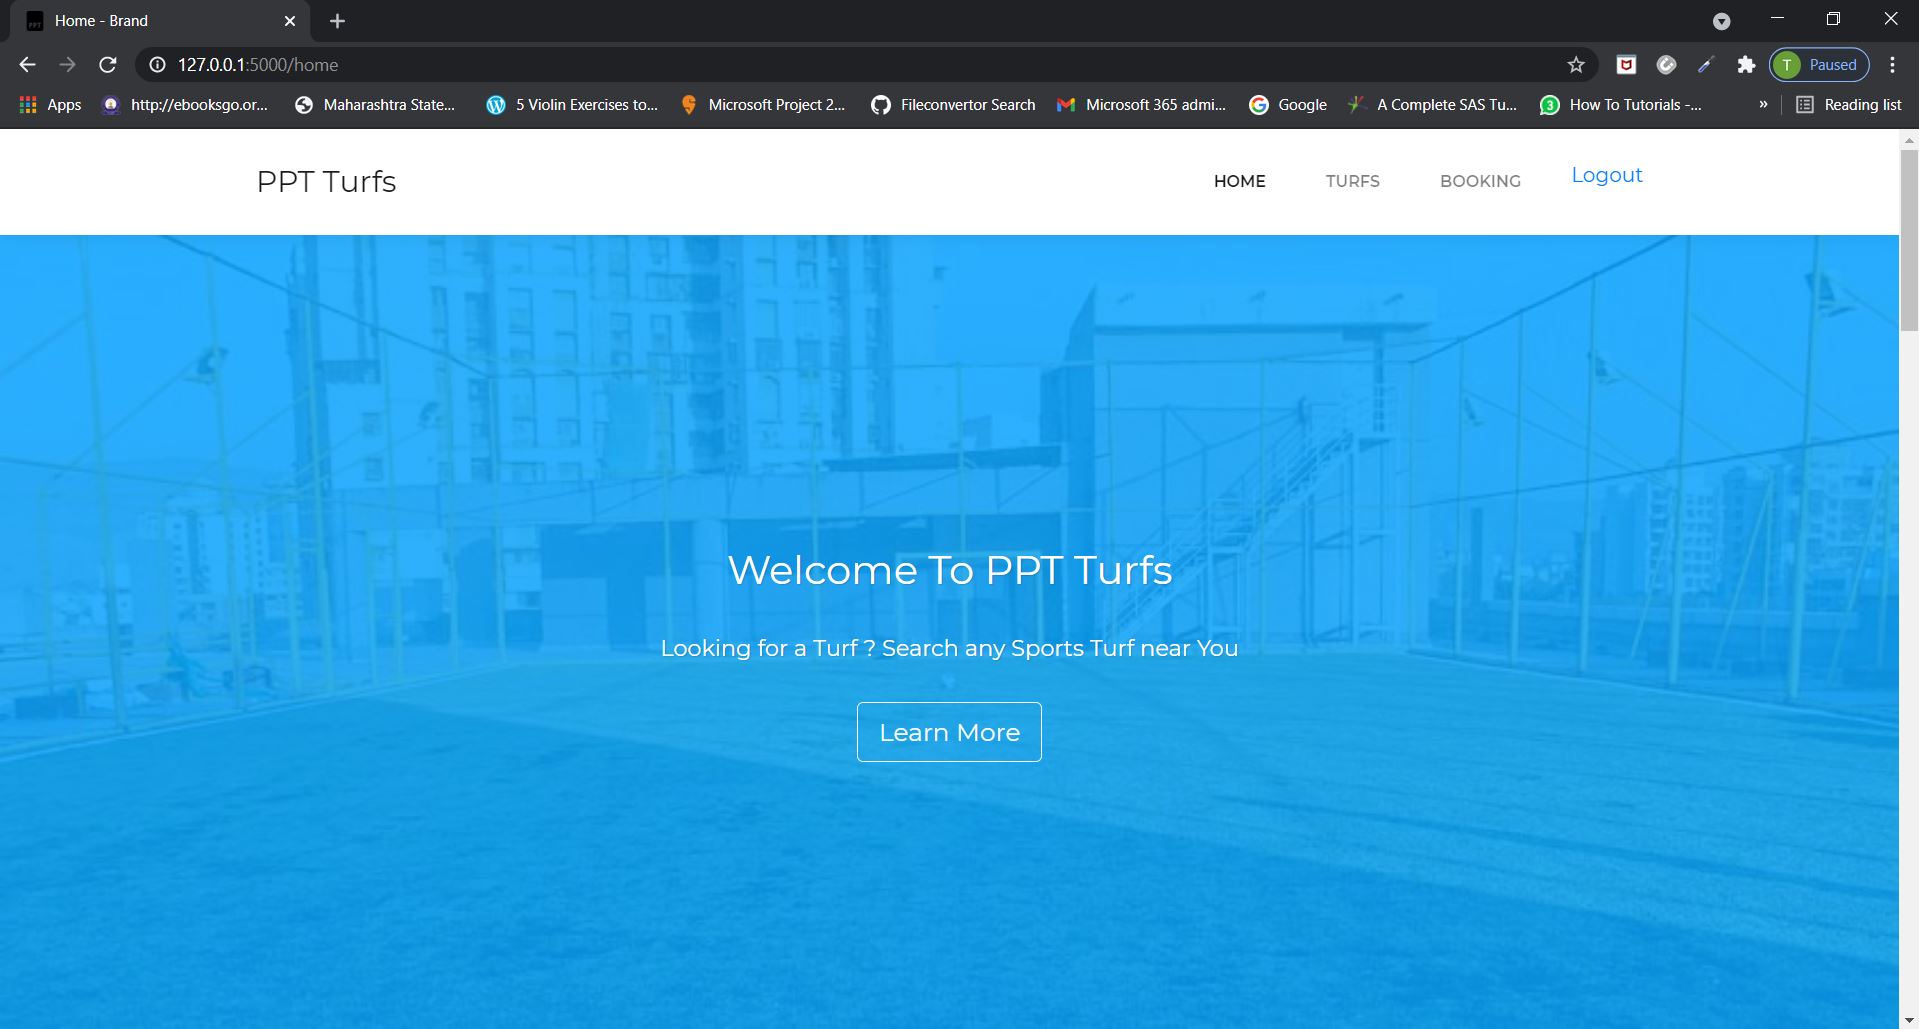 Home - Brand
127.0.0.1:5000/home
T Paused
Apps http://ebooksgo.or... Maharashtra State... 5 Violin Exercises to... Microsoft Project 2... Fileconvertor Search Microsoft 365 admi... Google A Complete SAS Tu... 3 How To Tutorials -... » Reading list
PPT Turfs HOME TURFS BOOKING Logout
Welcome To PPT Turfs
Looking for a Turf ? Search any Sports Turf near You
Learn More